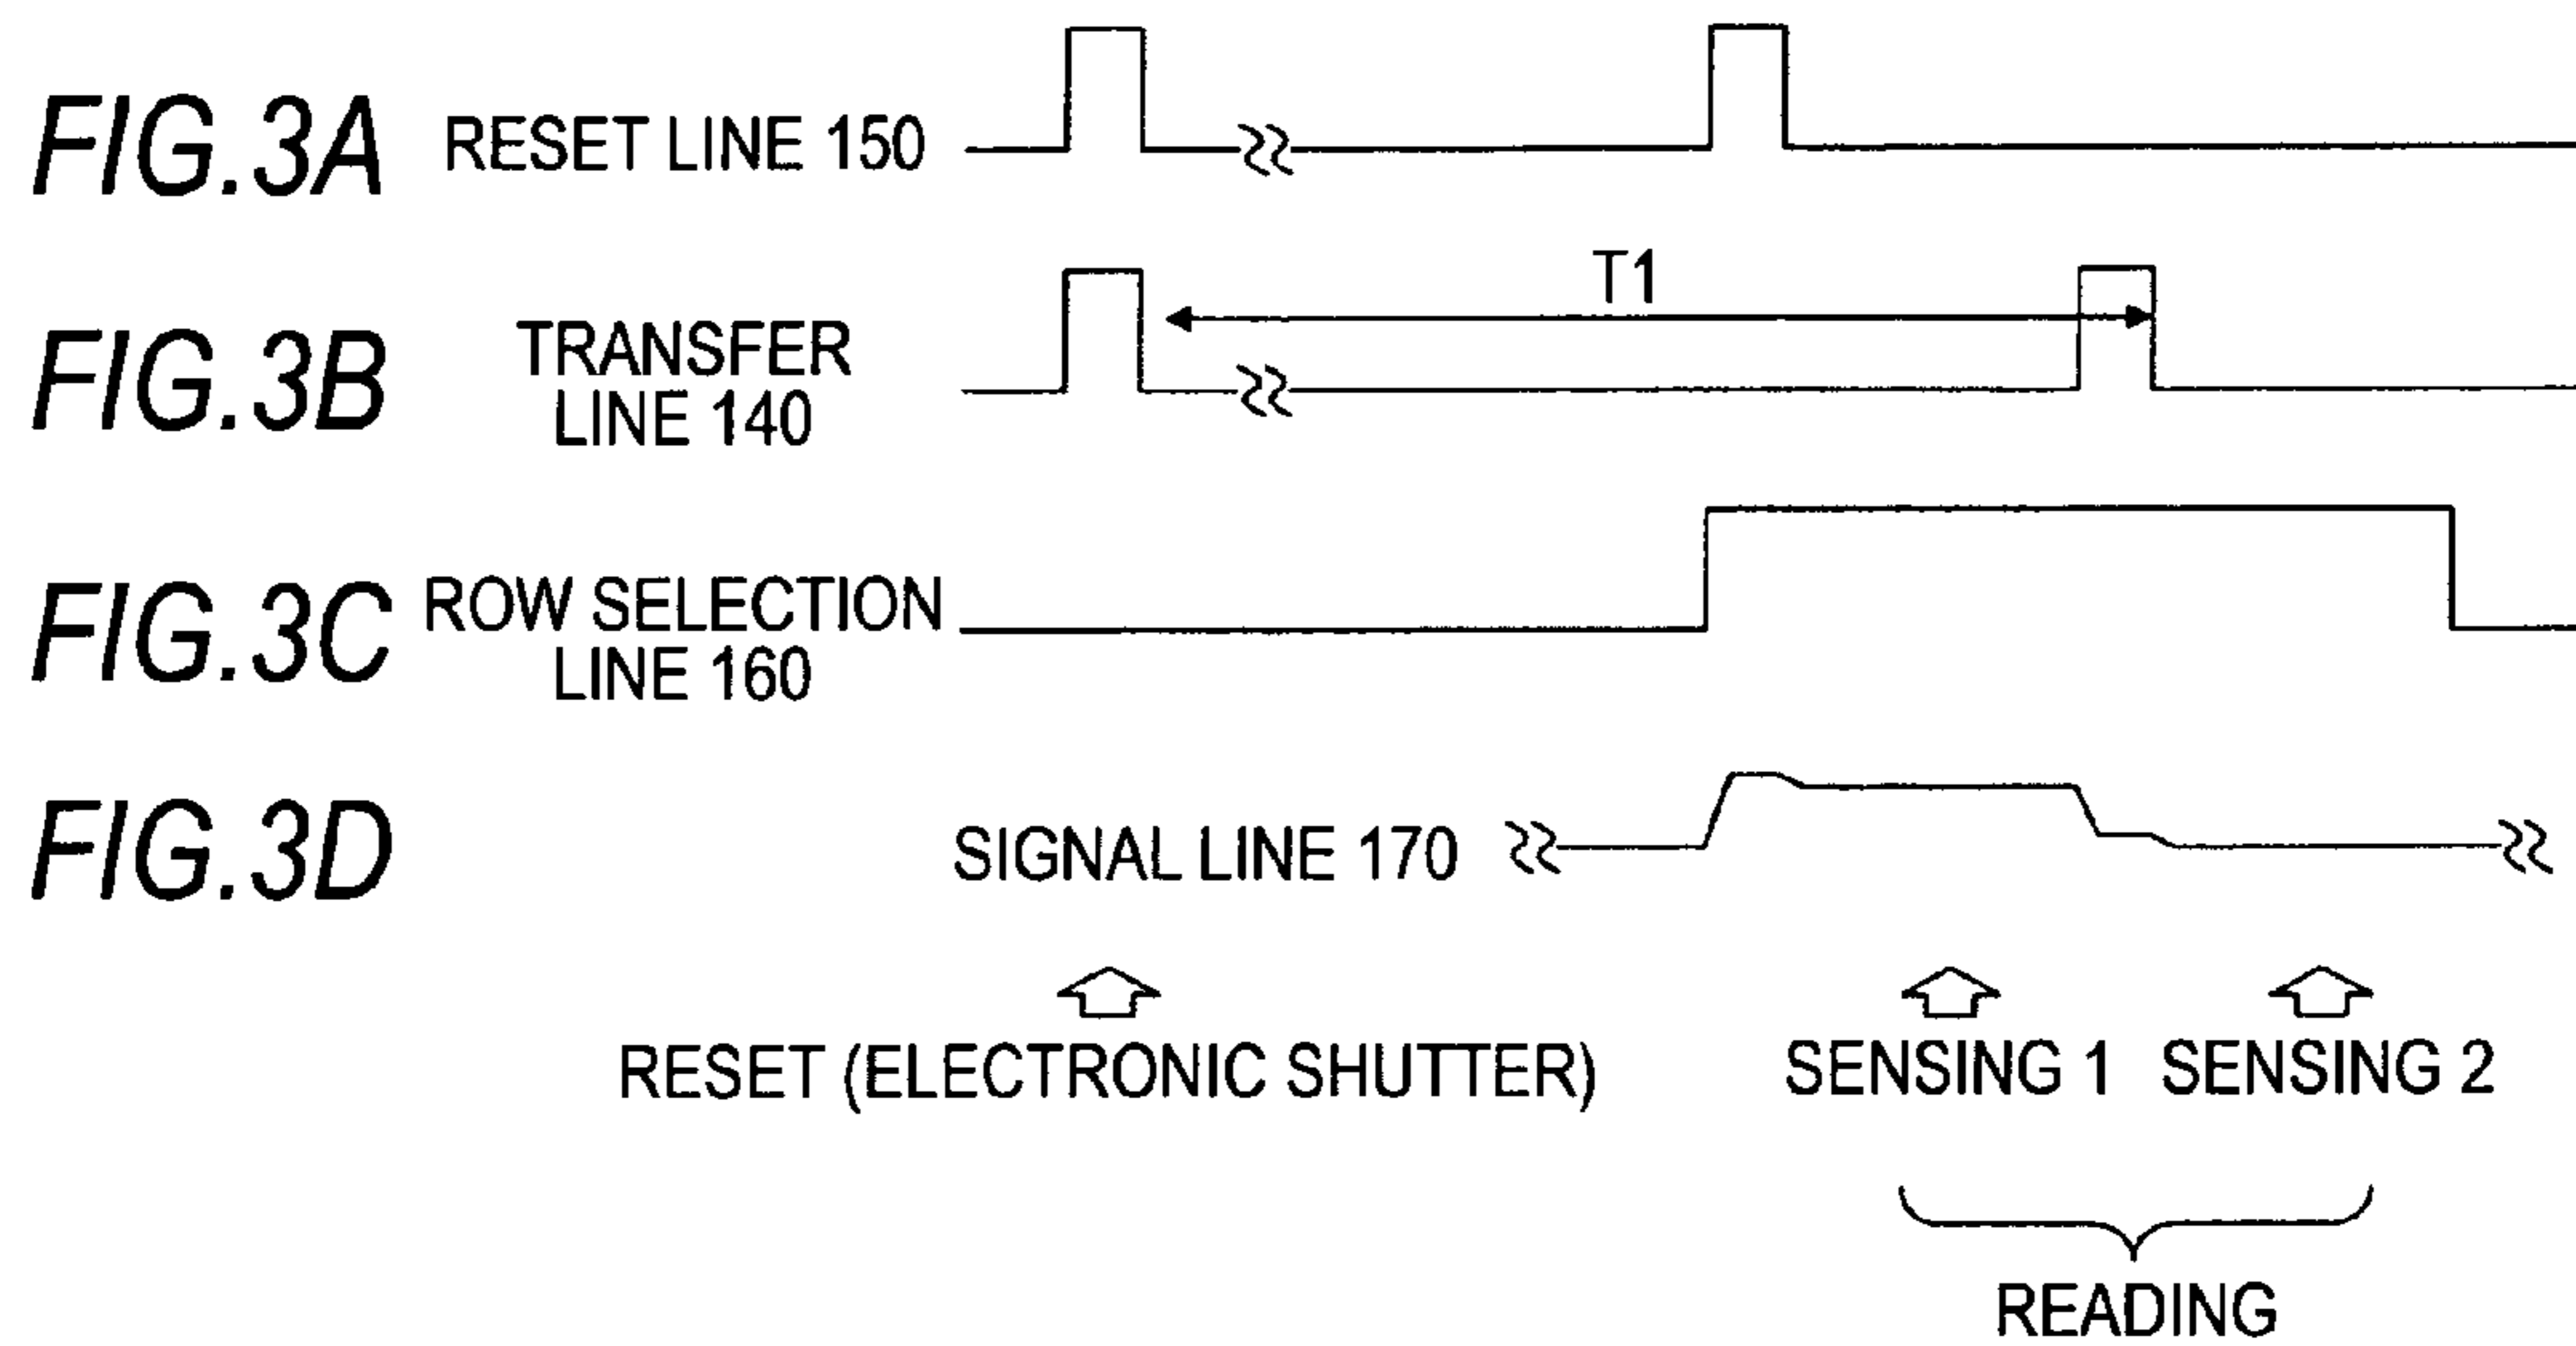 FIG.3A RESET LINE 150
T1
FIG.3B TRANSFER
LINE 140
FIG.3C ROW SELECTION
LINE 160
FIG.3D SIGNAL LINE 170
RESET (ELECTRONIC SHUTTER) SENSING 1 SENSING 2
READING